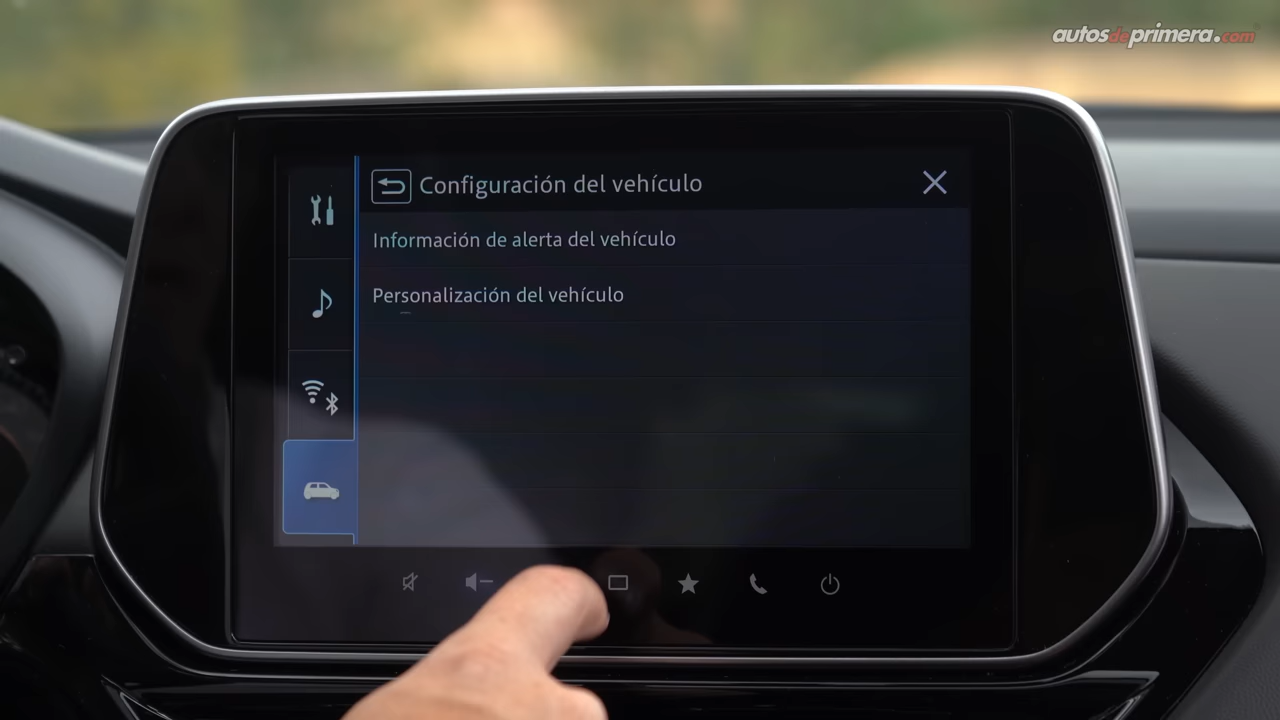 autosdeprimera.com
Configuración del vehículo
Información de alerta del vehículo
Personalización del vehículo